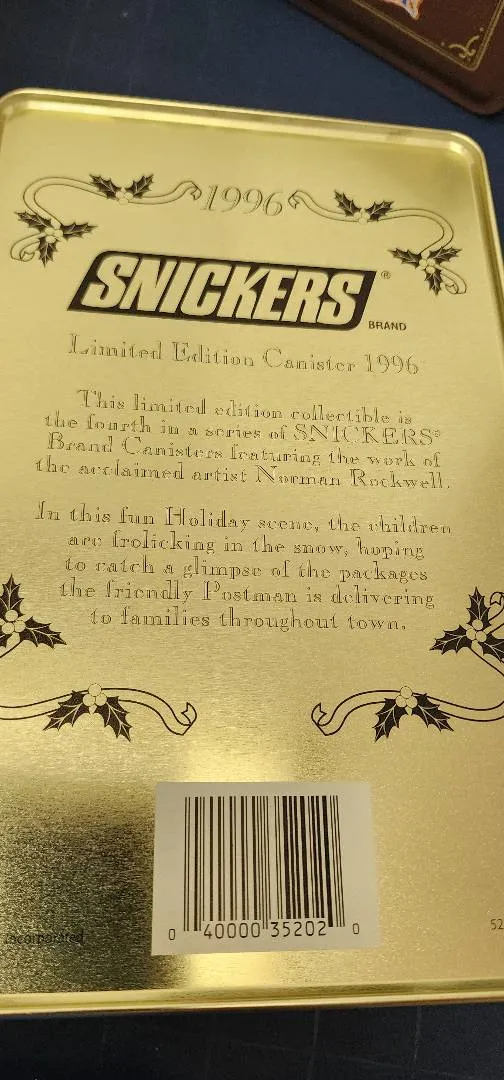 1996
SNICKERS®
BRAND
Limited Edition Canister 1996
This limited edition collectible is
the fourth in a series of SNICKERS®
Brand Canisters featuring the work of
the acclaimed artist Norman Rockwell.
In this fun Holiday scene, the children
are frolicking in the snow, hoping
to catch a glimpse of the packages
the friendly Postman is delivering
to families throughout town.
0 40000 35202 0
Incorporated
52